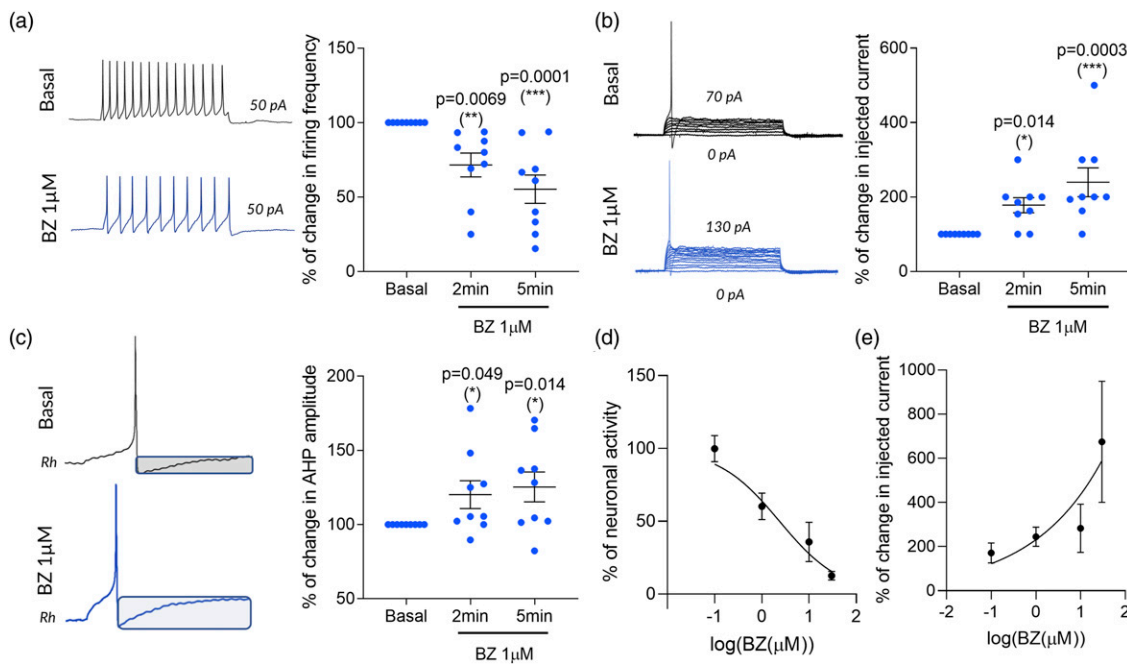 (a)
Basal
50 pA
BZ 1µM
50 pA
% of change in firing frequency
150
100
50
0
p=0.0069
(**)
p=0.0001
(***)
Basal
2min
5min
BZ 1µM
(b)
Basal
70 pA
0 pA
BZ 1µM
130 pA
0 pA
% of change in injected current
600
400
200
0
p=0.014
(*)
p=0.0003
(***)
Basal
2min
5min
BZ 1µM
(c)
Basal
Rh
BZ 1µM
Rh
% of change in AHP amplitude
200
150
100
50
p=0.049
(*)
p=0.014
(*)
Basal
2min
5min
BZ 1µM
(d)
% of neuronal activity
150
100
50
0
-1
0
1
2
log(BZ(µM))
(e)
% of change in injected current
1000
800
600
400
200
0
-2
-1
0
1
2
log(BZ(µM))